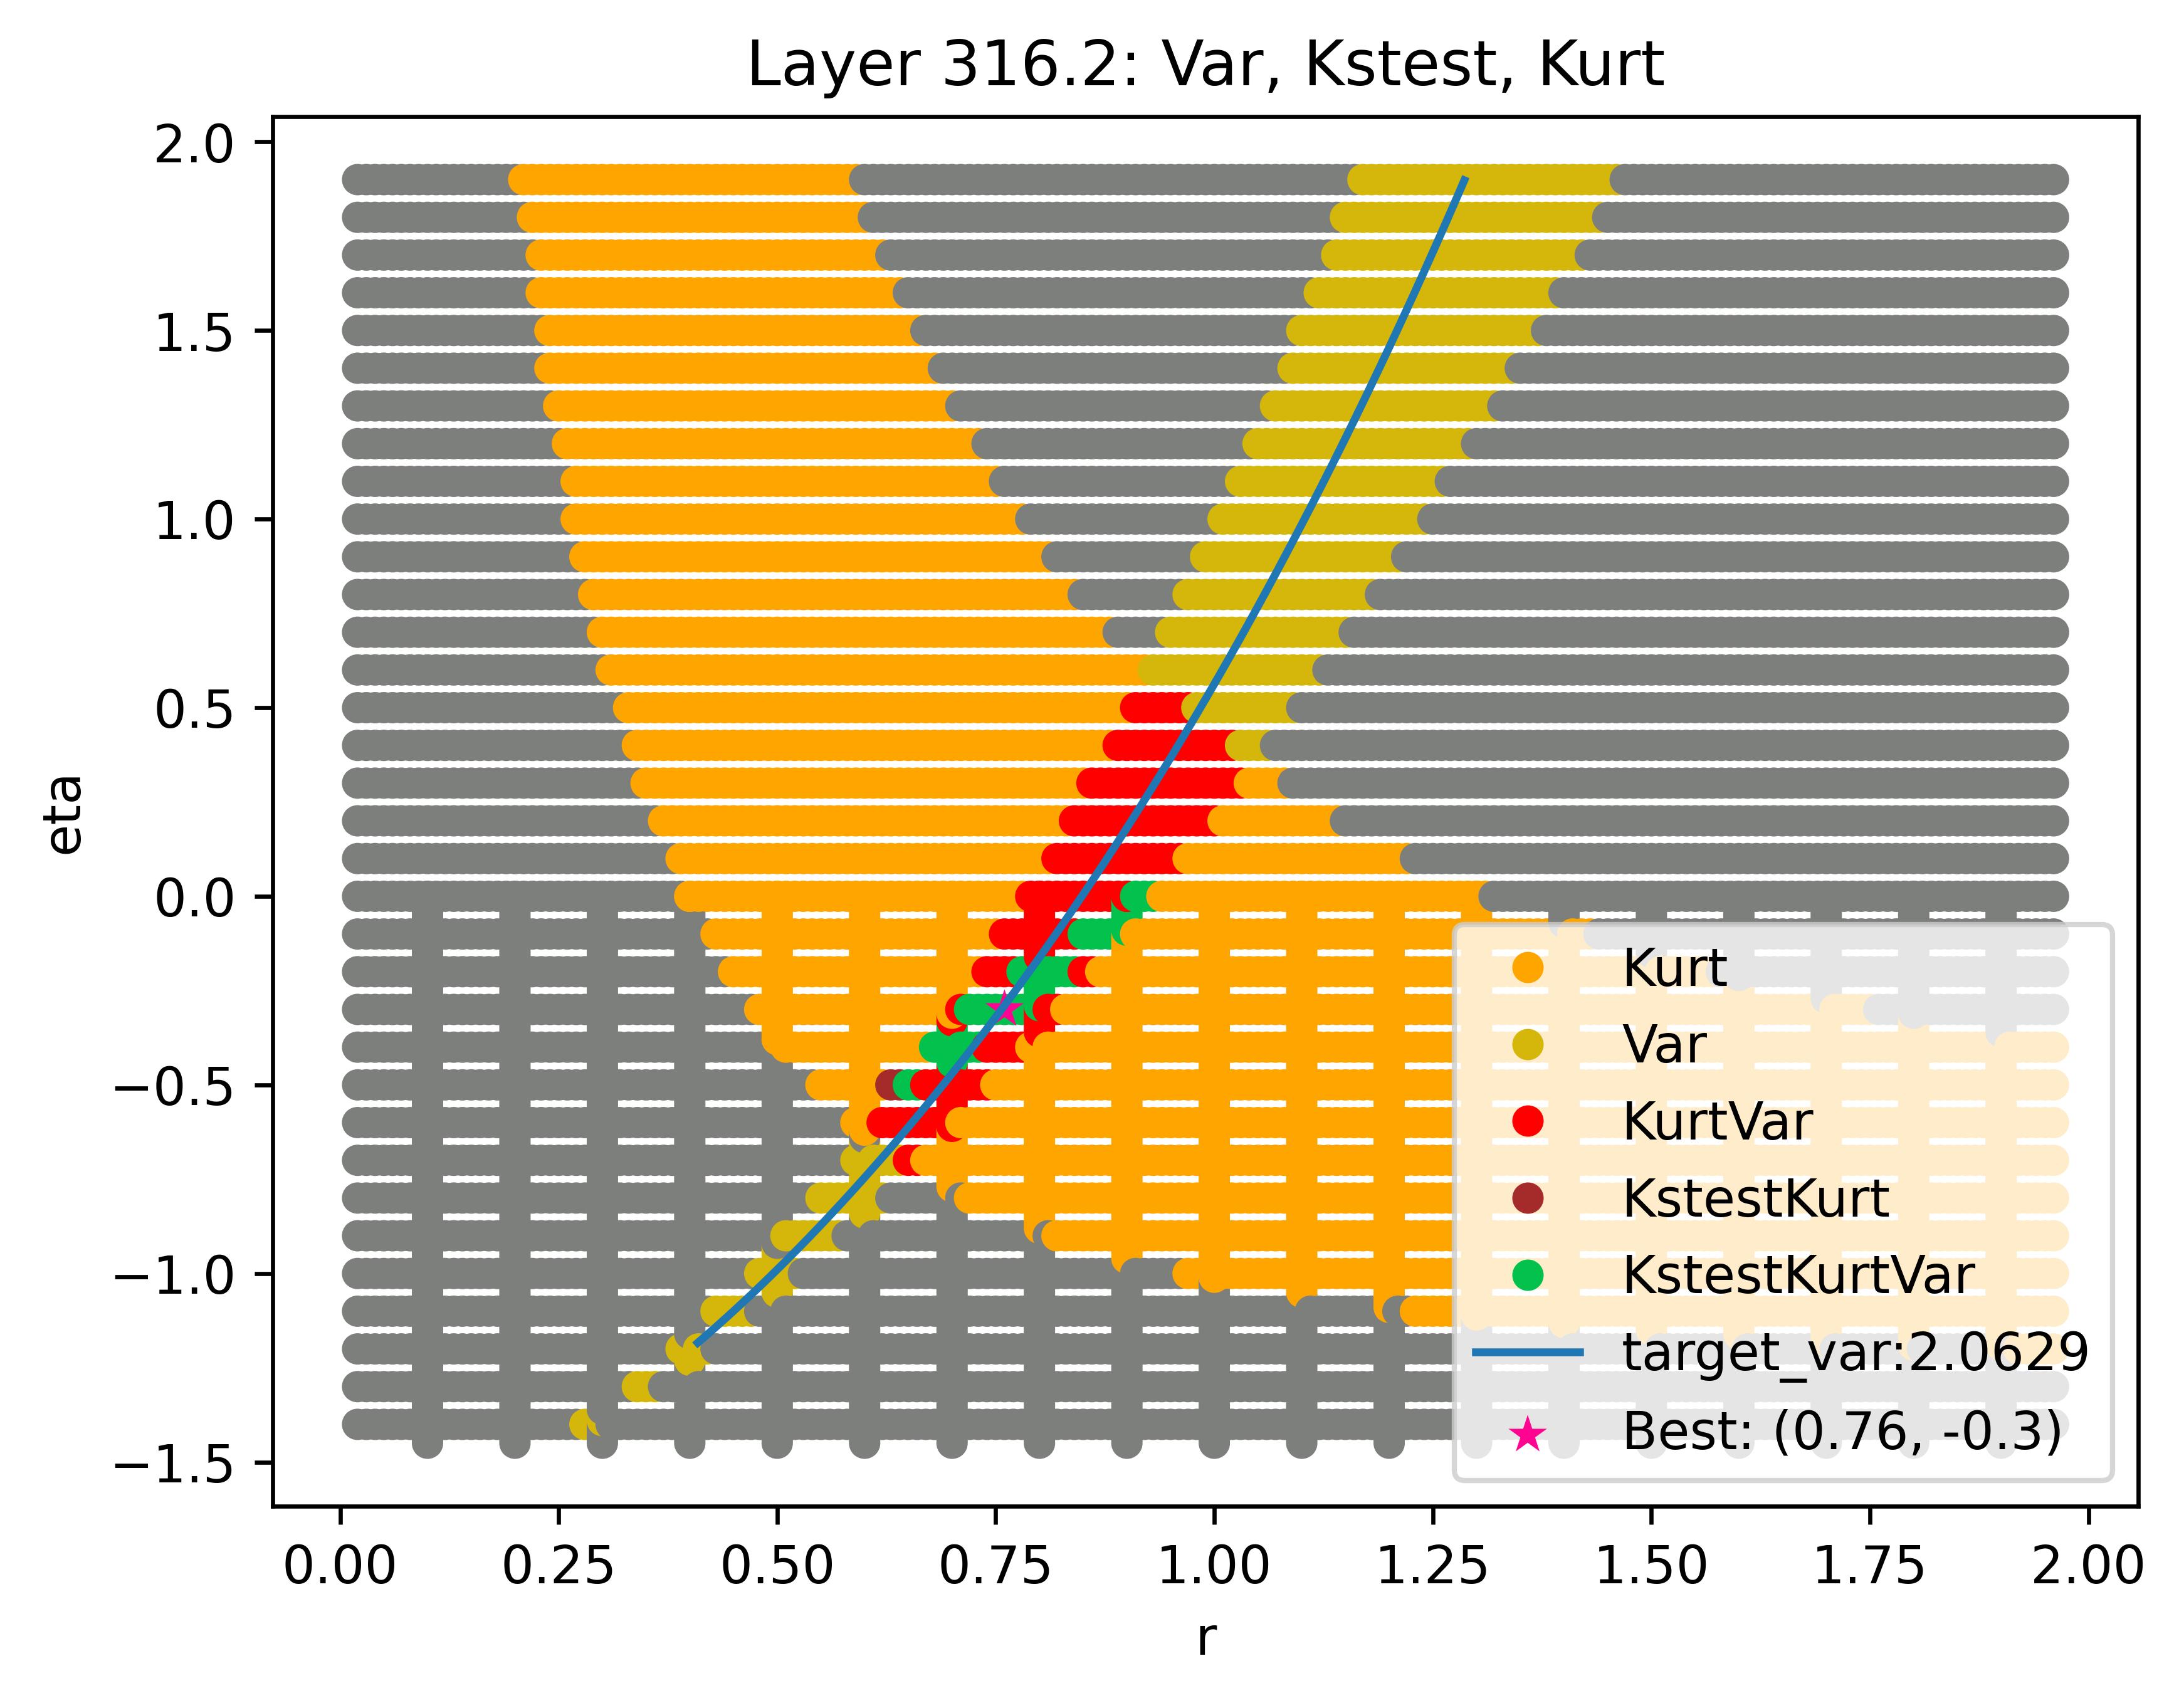 Layer 316.2: Var, Kstest, Kurt
2.0
1.5
1.0
0.5
0.0
−0.5
−1.0
−1.5
eta
Kurt
Var
KurtVar
KstestKurt
KstestKurtVar
target_var:2.0629
Best: (0.76, -0.3)
0.00 0.25 0.50 0.75 1.00 1.25 1.50 1.75 2.00
r